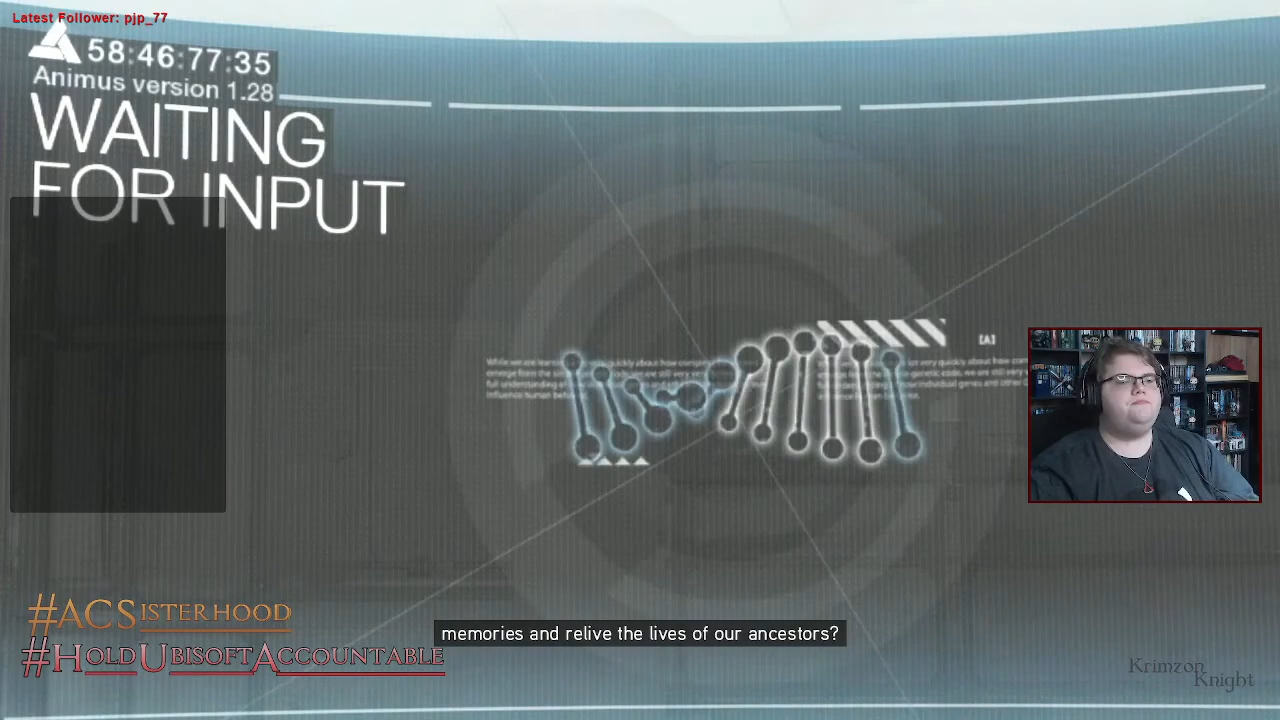 Latest Follower: pjp_77
58:46:77:35
Animus version 1.28
WAITING
FOR INPUT
[A]
#ACSISTERHOOD
#HOLDUBISOFTACCOUNTABLE
memories and relive the lives of our ancestors?
Krimzon
Knight